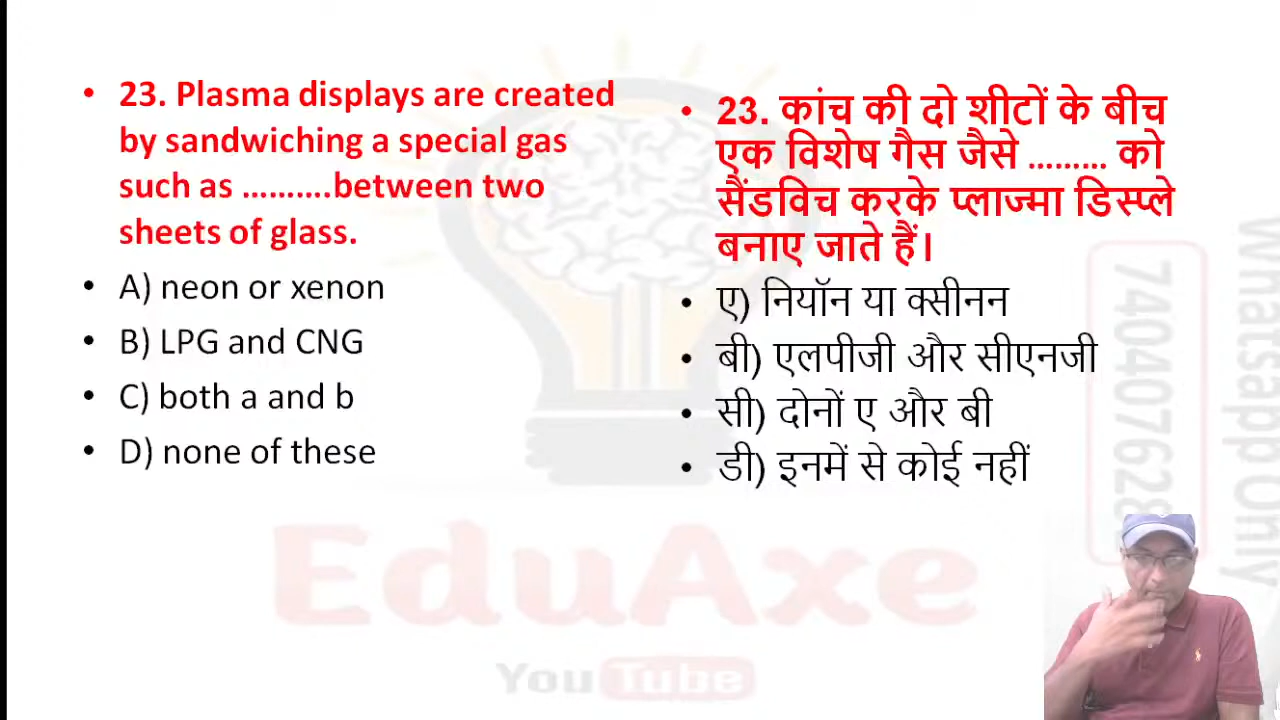 • 23. Plasma displays are created
by sandwiching a special gas
such as ..........between two
sheets of glass.
• A) neon or xenon
• B) LPG and CNG
• C) both a and b
• D) none of these
• 23. कांच की दो शीटों के बीच
एक विशेष गैस जैसे ......... को
सैंडविच करके प्लाज्मा डिस्प्ले
बनाए जाते हैं।
• ए) नियॉन या क्सीनन
• बी) एलपीजी और सीएनजी
• सी) दोनों ए और बी
• डी) इनमें से कोई नहीं
EduAxe
YouTube
Whatsapp Only